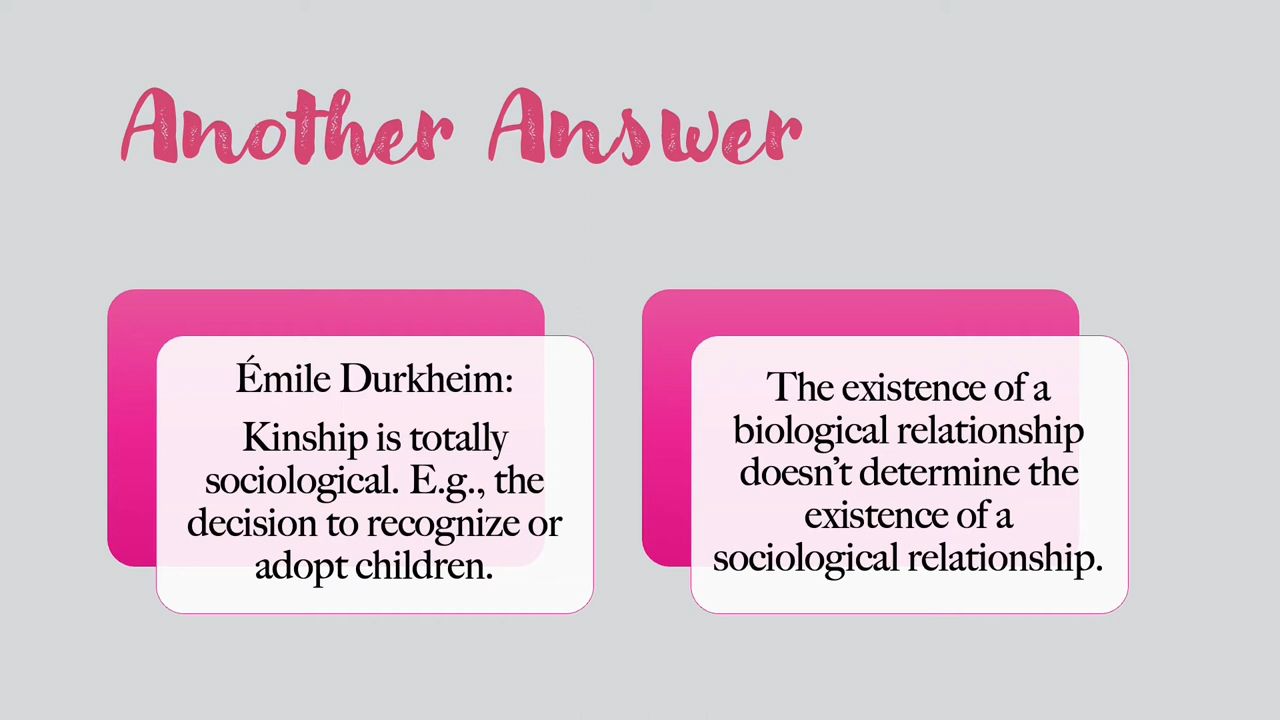 Another Answer
Émile Durkheim:
Kinship is totally
sociological. E.g., the
decision to recognize or
adopt children.
The existence of a
biological relationship
doesn’t determine the
existence of a
sociological relationship.